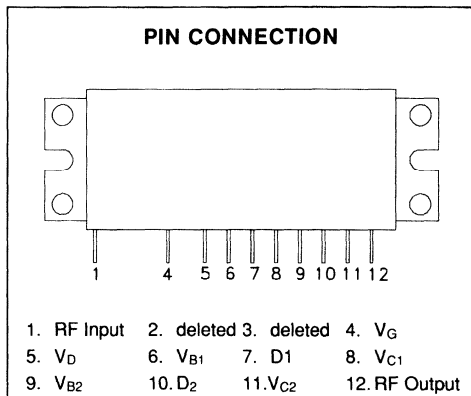 PIN CONNECTION
1 4 5 6 7 8 9 10 11 12
1. RF Input 2. deleted 3. deleted 4. VG
5. VD 6. VB1 7. D1 8. VC1
9. VB2 10. D2 11. VC2 12. RF Output